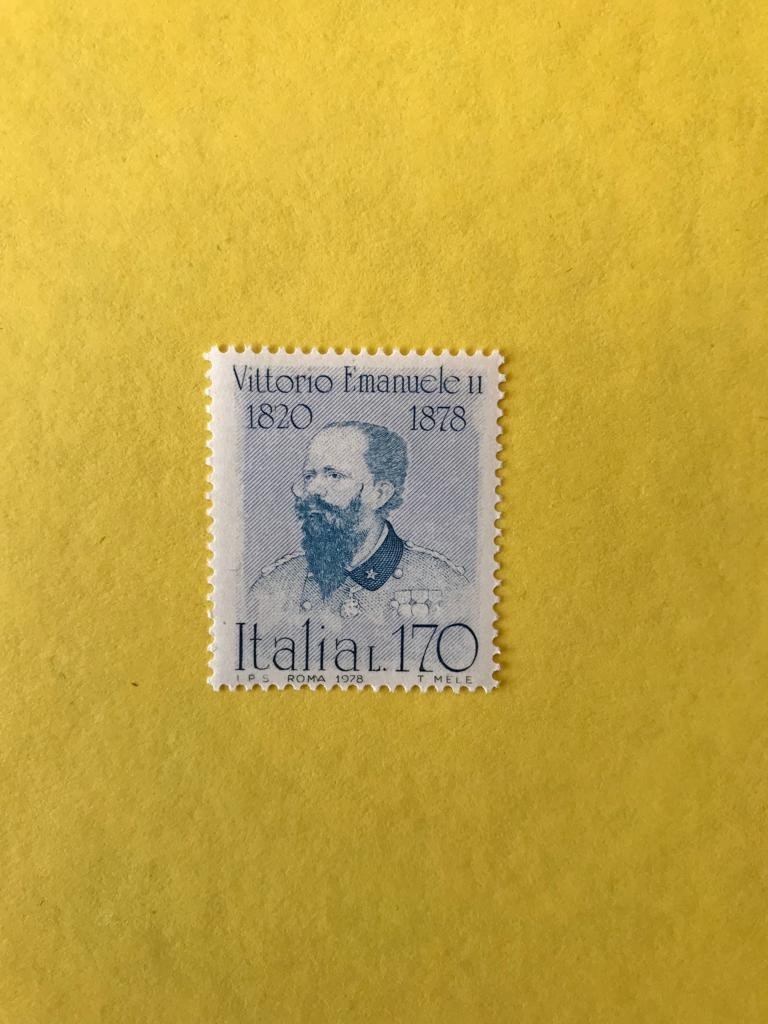 Vittorio Emanuele II
1820 1878
Italia L. 170
I.P.S. ROMA 1978 T. MELE